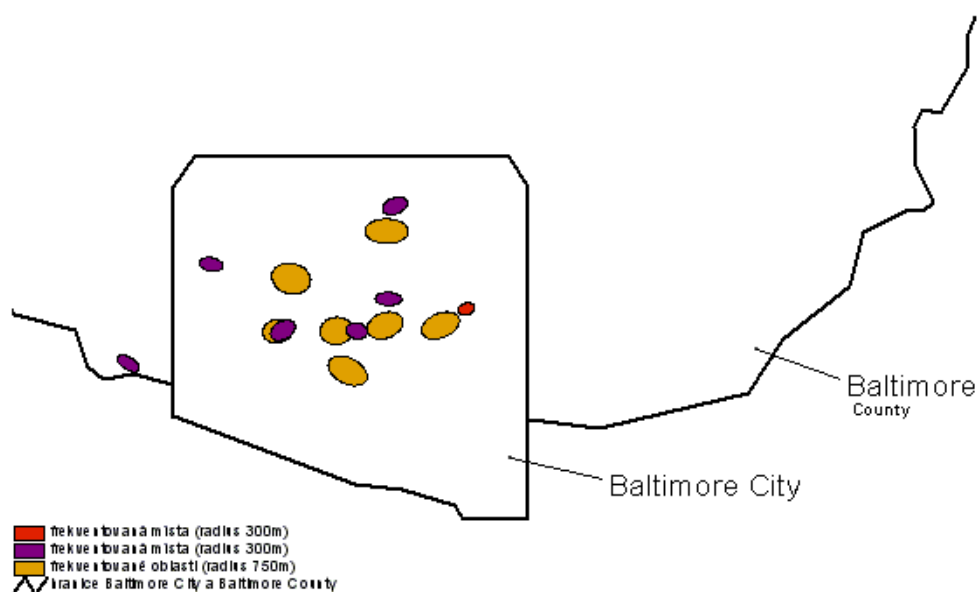 Baltimore
County
Baltimore City
frekventovaná místa (radius 300m)
frekventovaná místa (radius 300m)
frekventované oblasti (radius 750m)
hranice Baltimore City a Baltimore County